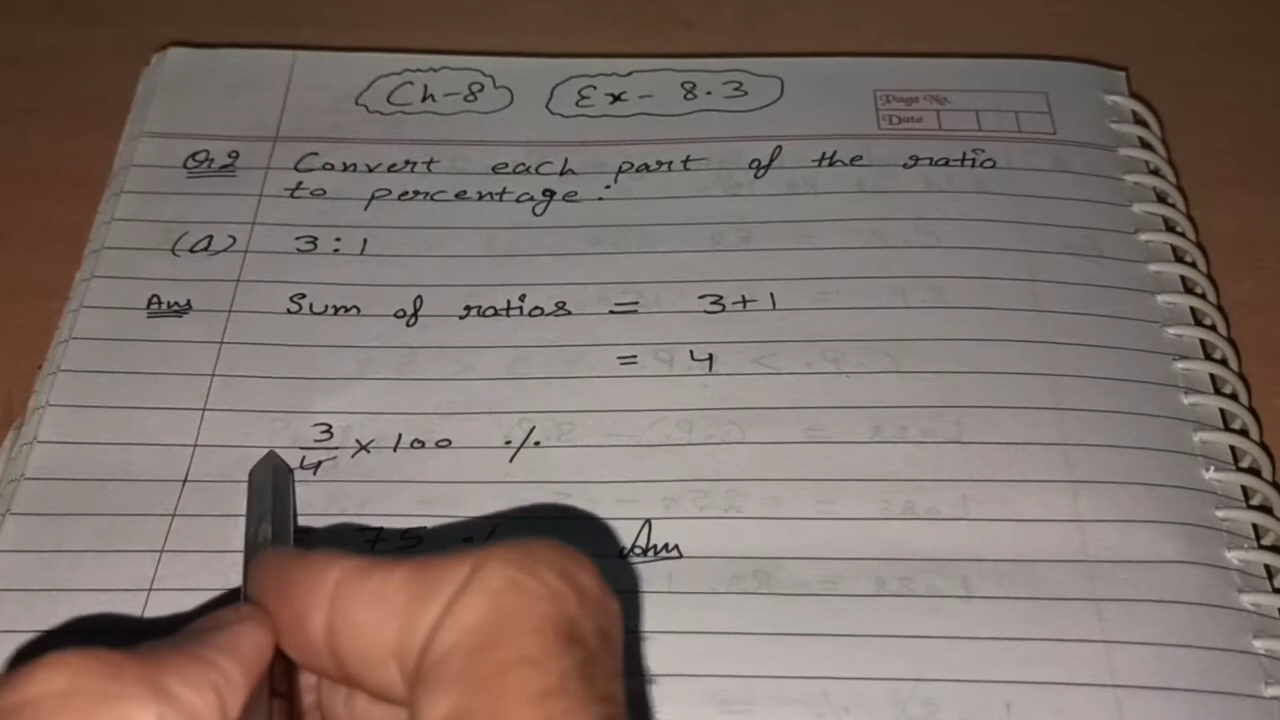 Ch-8 Ex- 8.3
Page No.
Date
Qn2 Convert each part of the ratio
to percentage:
(a) 3:1
Ans Sum of ratios = 3+1
= 4
3/4 × 100 %
= 75 % Ans